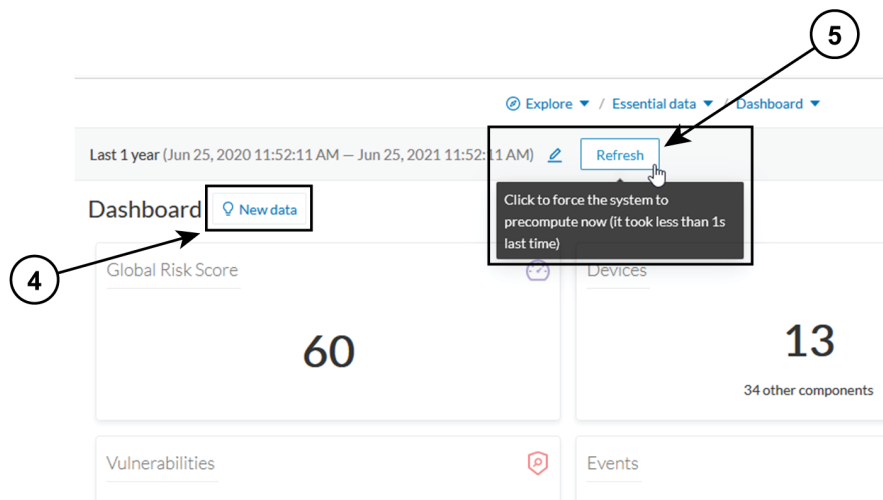 5
Explore / Essential data / Dashboard
Last 1 year (Jun 25, 2020 11:52:11 AM — Jun 25, 2021 11:52:11 AM) Refresh
Click to force the system to
precompute now (it took less than 1s
last time)
Dashboard New data
4
Global Risk Score
60
Devices
13
34 other components
Vulnerabilities
Events